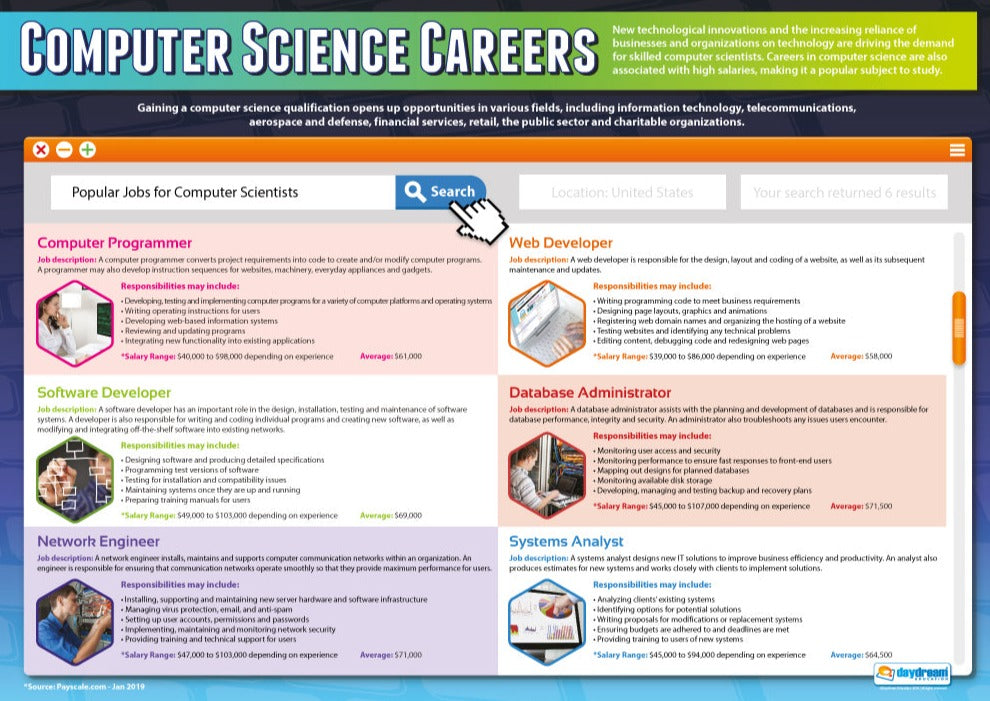 COMPUTER SCIENCE CAREERS
New technological innovations and the increasing reliance of
businesses and organizations on technology are driving the demand
for skilled computer scientists. Careers in computer science are also
associated with high salaries, making it a popular subject to study.
Gaining a computer science qualification opens up opportunities in various fields, including information technology, telecommunications,
aerospace and defense, financial services, retail, the public sector and charitable organizations.
Popular Jobs for Computer Scientists
Search
Location: United States
Your search returned 6 results
Computer Programmer
Job description: A computer programmer converts project requirements into code to create and/or modify computer programs.
A programmer may also develop instruction sequences for websites, machinery, everyday appliances and gadgets.
Responsibilities may include:
• Developing, testing and implementing computer programs for a variety of computer platforms and operating systems
• Writing operating instructions for users
• Developing web-based information systems
• Reviewing and updating programs
• Integrating new functionality into existing applications
*Salary Range: $40,000 to $98,000 depending on experience Average: $61,000
Web Developer
Job description: A web developer is responsible for the design, layout and coding of a website, as well as its subsequent
maintenance and updates.
Responsibilities may include:
• Writing programming code to meet business requirements
• Designing page layouts, graphics and animations
• Registering web domain names and organizing the hosting of a website
• Testing websites and identifying any technical problems
• Editing content, debugging code and redesigning web pages
*Salary Range: $39,000 to $86,000 depending on experience Average: $58,000
Software Developer
Job description: A software developer has an important role in the design, installation, testing and maintenance of software
systems. A developer is also responsible for writing and coding individual programs and creating new software, as well as
modifying and integrating off-the-shelf software into existing networks.
Responsibilities may include:
• Designing software and producing detailed specifications
• Programming test versions of software
• Testing for installation and compatibility issues
• Maintaining systems once they are up and running
• Preparing training manuals for users
*Salary Range: $49,000 to $103,000 depending on experience Average: $69,000
Database Administrator
Job description: A database administrator assists with the planning and development of databases and is responsible for
database performance, integrity and security. An administrator also troubleshoots any issues users encounter.
Responsibilities may include:
• Monitoring user access and security
• Monitoring performance to ensure fast responses to front-end users
• Mapping out designs for planned databases
• Monitoring available disk storage
• Developing, managing and testing backup and recovery plans
*Salary Range: $45,000 to $107,000 depending on experience Average: $71,500
Network Engineer
Job description: A network engineer installs, maintains and supports computer communication networks within an organization. An
engineer is responsible for ensuring that communication networks operate smoothly so that they provide maximum performance for users.
Responsibilities may include:
• Installing, supporting and maintaining new server hardware and software infrastructure
• Managing virus protection, email, and anti-spam
• Setting up user accounts, permissions and passwords
• Implementing, maintaining and monitoring network security
• Providing training and technical support for users
*Salary Range: $47,000 to $103,000 depending on experience Average: $71,000
Systems Analyst
Job description: A systems analyst designs new IT solutions to improve business efficiency and productivity. An analyst also
produces estimates for new systems and works closely with clients to implement solutions.
Responsibilities may include:
• Analyzing clients' existing systems
• Identifying options for potential solutions
• Writing proposals for modifications or replacement systems
• Ensuring budgets are adhered to and deadlines are met
• Providing training to users of new systems
*Salary Range: $45,000 to $94,000 depending on experience Average: $64,500
*Source: Payscale.com - Jan 2019
daydream
EDUCATION